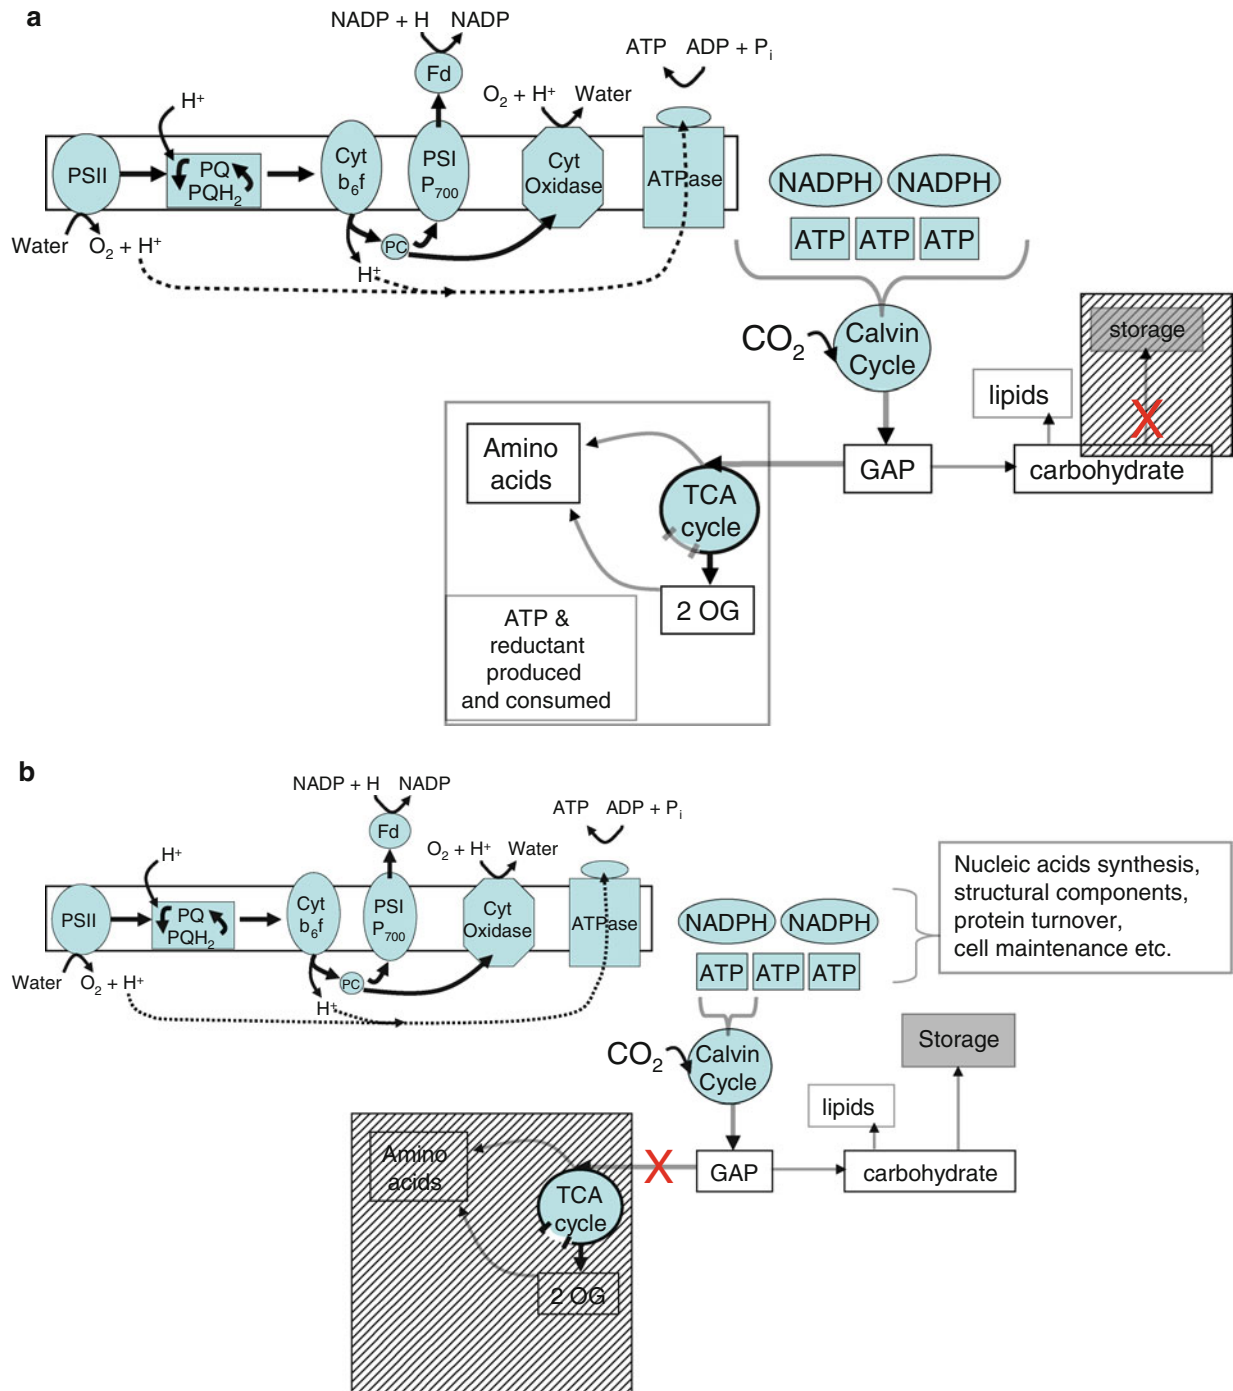 a
NADP + H NADP
ATP ADP + Pᵢ
Fd
H⁺
O₂ + H⁺ Water
PSII
PQ
PQH₂
Cyt
b₆f
PSI
P₇₀₀
Cyt
Oxidase
ATPase
NADPH NADPH
ATP ATP ATP
Water O₂ + H⁺
PC
H⁺
CO₂
Calvin
Cycle
storage
lipids
X
Amino
acids
TCA
cycle
GAP
carbohydrate
2 OG
ATP &
reductant
produced
and consumed
b
NADP + H NADP
ATP ADP + Pᵢ
Fd
H⁺
O₂ + H⁺ Water
PSII
PQ
PQH₂
Cyt
b₆f
PSI
P₇₀₀
Cyt
Oxidase
ATPase
NADPH NADPH
ATP ATP ATP
Nucleic acids synthesis,
structural components,
protein turnover,
cell maintenance etc.
Water O₂ + H⁺
PC
H⁺
CO₂
Calvin
Cycle
Storage
lipids
Amino
acids
TCA
cycle
X
GAP
carbohydrate
2 OG